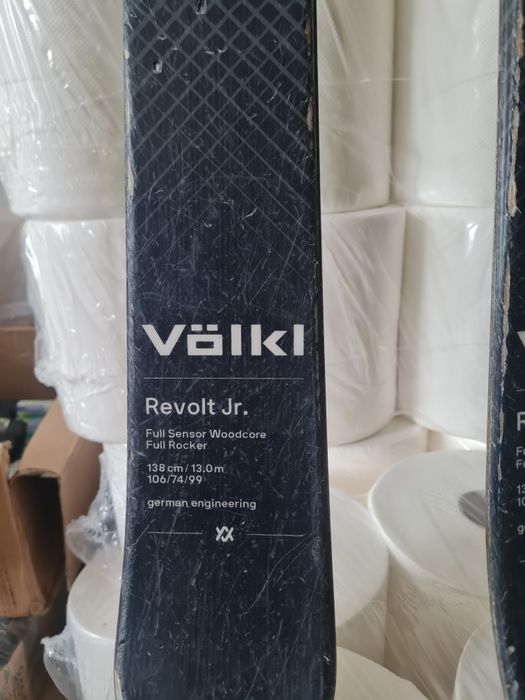 Völkl
Revolt Jr.
Full Sensor Woodcore
Full Rocker
138 cm / 13.0 m
106/74/99
german engineering